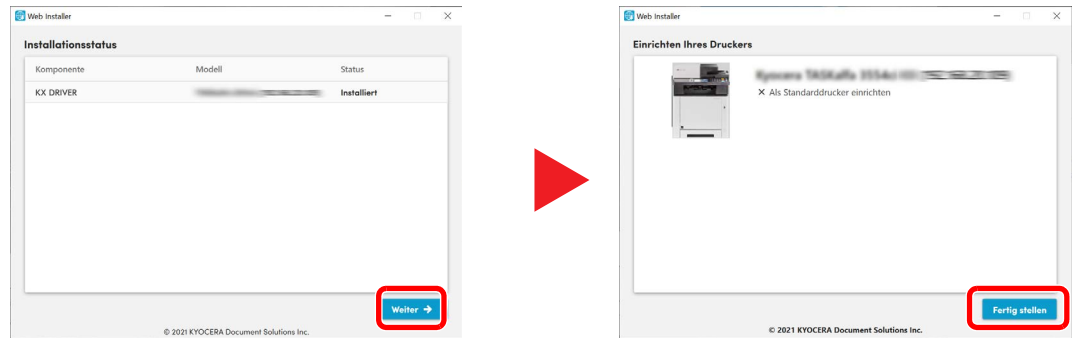 Web Installer
Installationsstatus
Komponente Modell Status
KX DRIVER Installiert
Weiter →
© 2021 KYOCERA Document Solutions Inc.
Web Installer
Einrichten Ihres Druckers
Als Standarddrucker einrichten
Fertig stellen
© 2021 KYOCERA Document Solutions Inc.